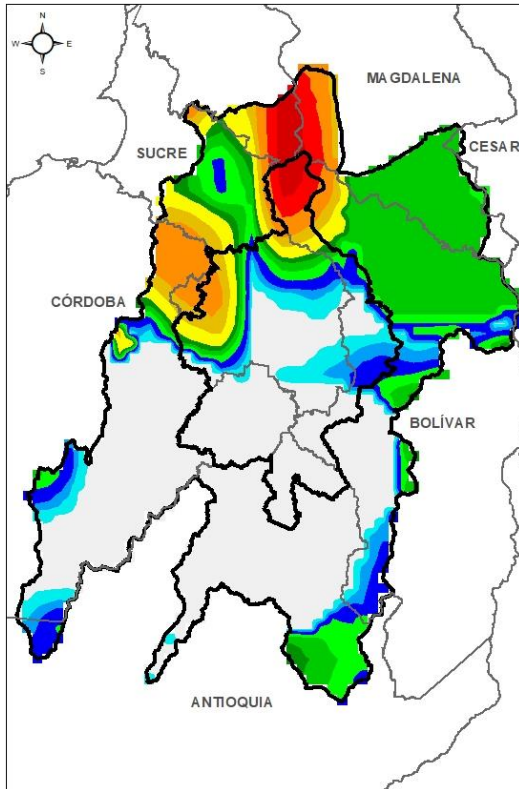 N
W E
S
MAGDALENA
SUCRE
CESAR
CÓRDOBA
BOLÍVAR
ANTIOQUIA